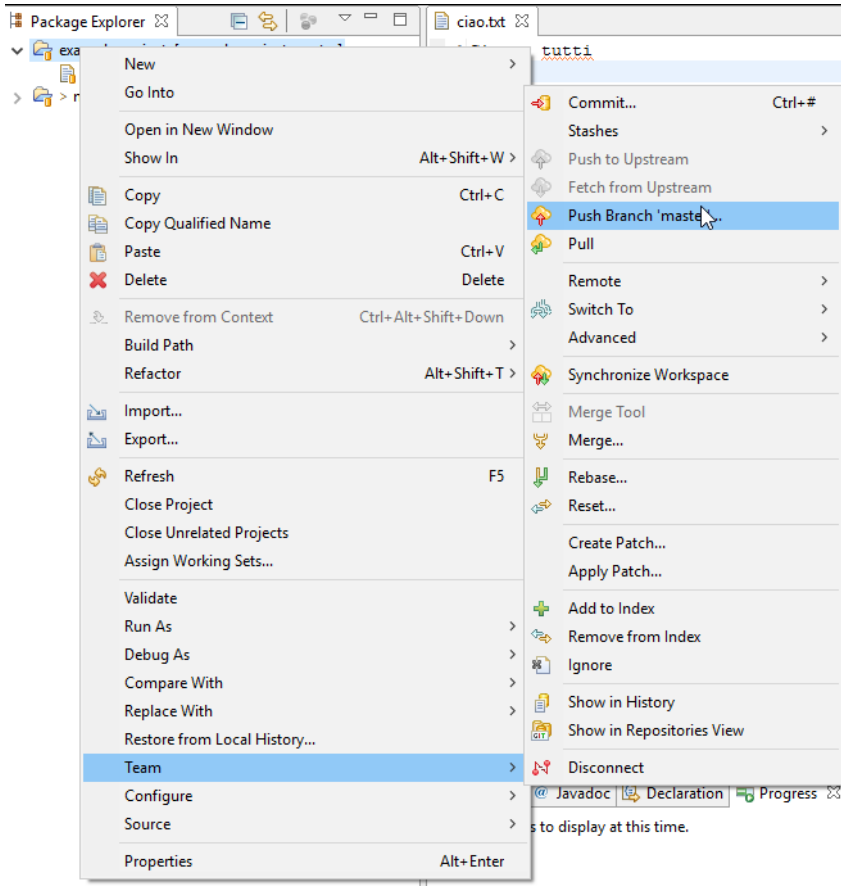 Package Explorer
ciao.txt
exa
tutti
> r
New
Go Into
Open in New Window
Show In Alt+Shift+W >
Copy Ctrl+C
Copy Qualified Name
Paste Ctrl+V
Delete Delete
Remove from Context Ctrl+Alt+Shift+Down
Build Path
Refactor Alt+Shift+T >
Import...
Export...
Refresh F5
Close Project
Close Unrelated Projects
Assign Working Sets...
Validate
Run As
Debug As
Compare With
Replace With
Restore from Local History...
Team
Configure
Source
Properties Alt+Enter
Commit... Ctrl+#
Stashes
Push to Upstream
Fetch from Upstream
Push Branch 'master'...
Pull
Remote
Switch To
Advanced
Synchronize Workspace
Merge Tool
Merge...
Rebase...
Reset...
Create Patch...
Apply Patch...
Add to Index
Remove from Index
Ignore
Show in History
GIT Show in Repositories View
Disconnect
@ Javadoc Declaration Progress
s to display at this time.